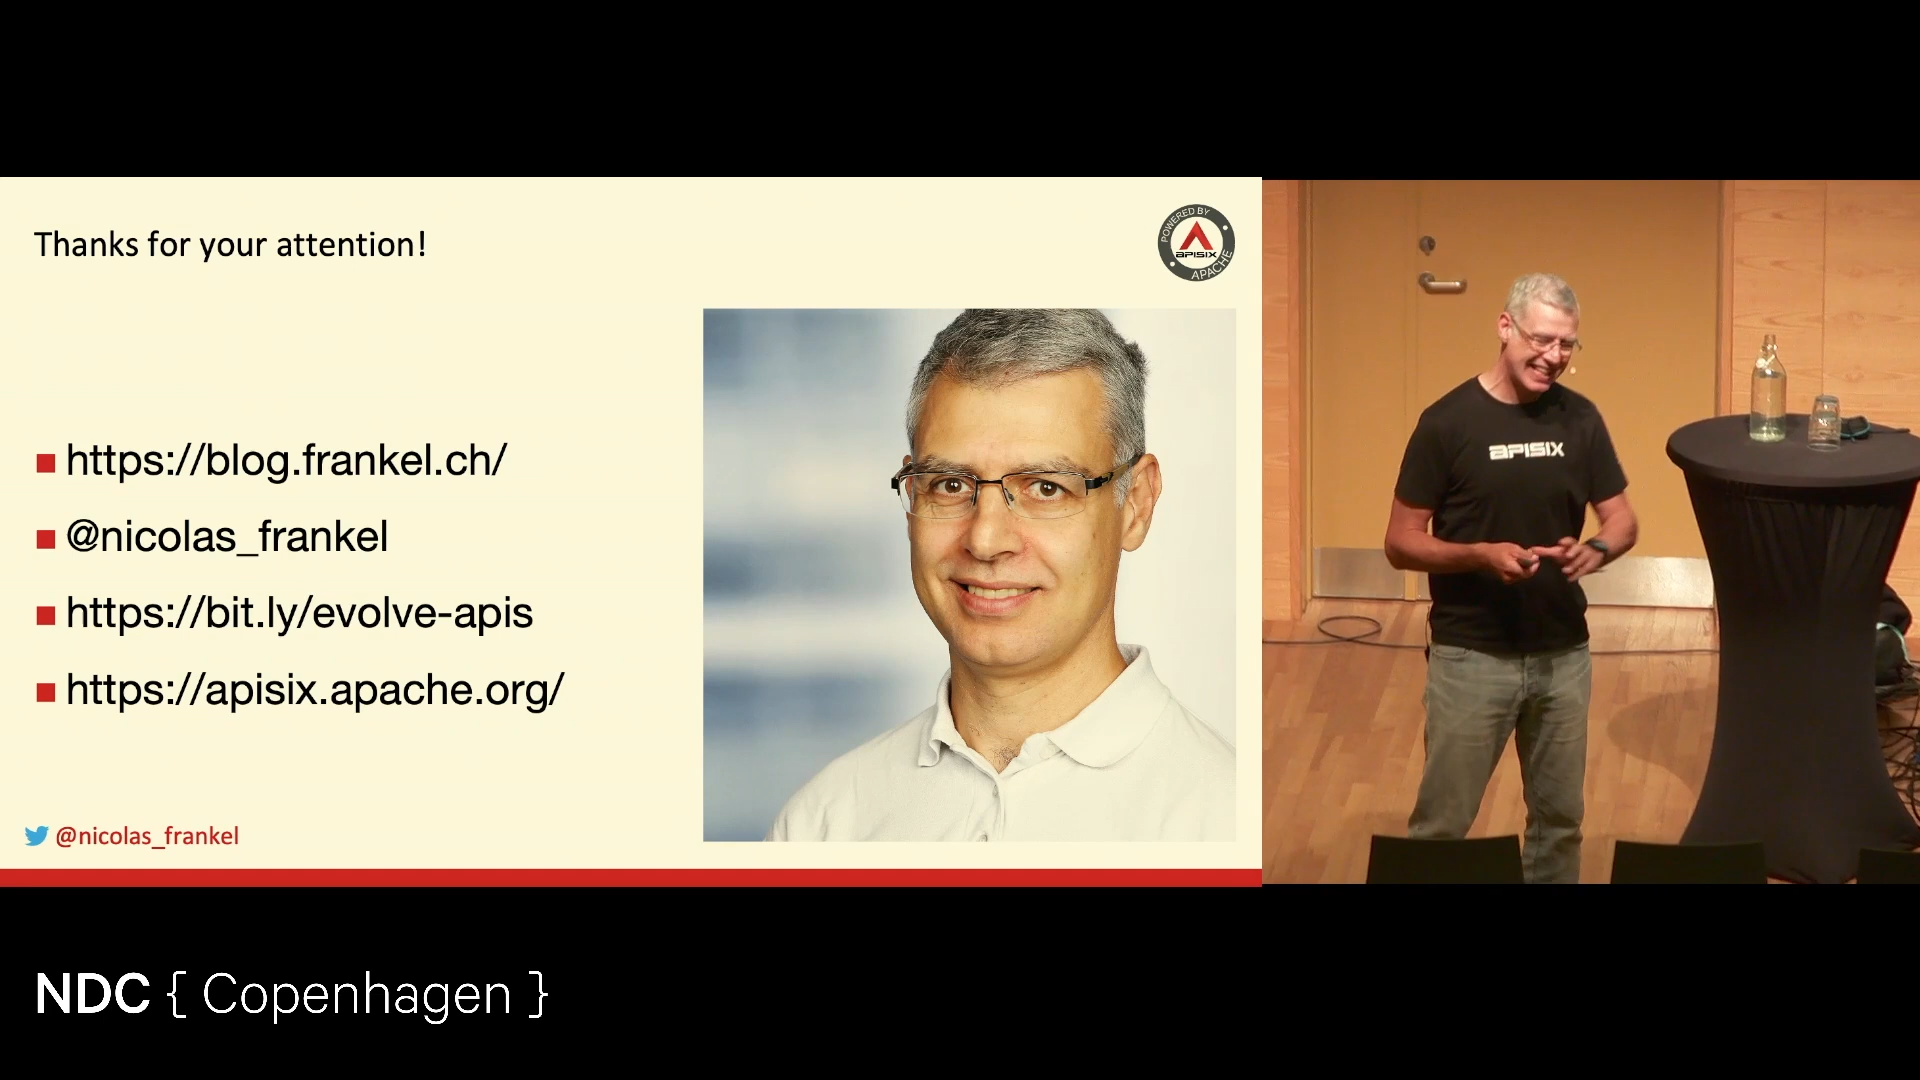 Thanks for your attention!
POWERED BY
APISIX
APACHE
https://blog.frankel.ch/
@nicolas_frankel
https://bit.ly/evolve-apis
https://apisix.apache.org/
@nicolas_frankel
APISIX
NDC { Copenhagen }